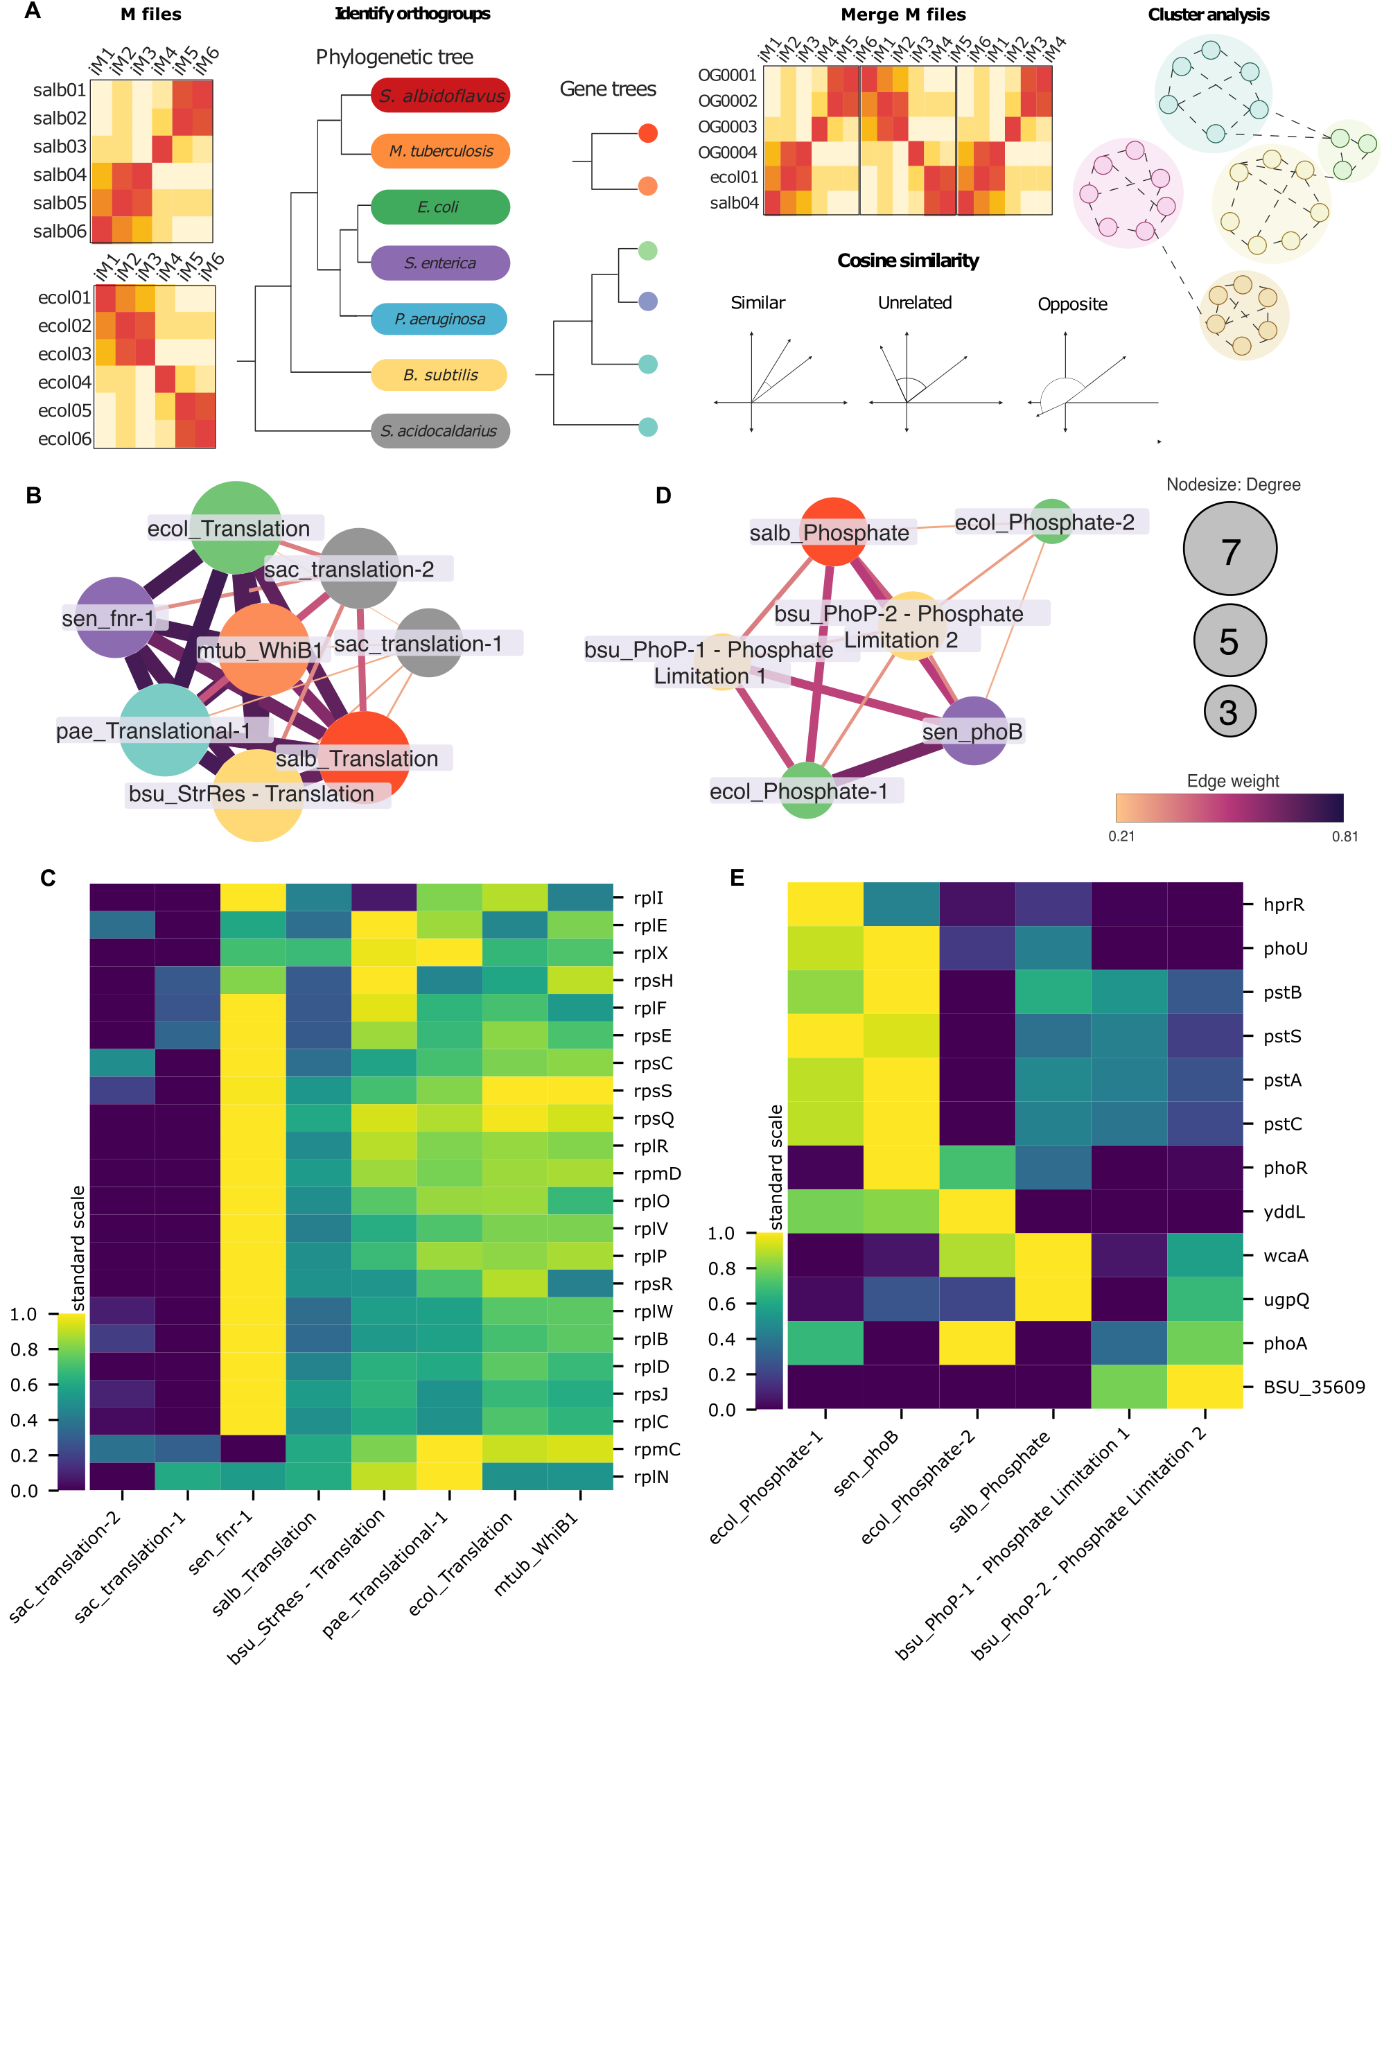 A
M files
Identify orthogroups
Merge M files
Cluster analysis
iM1 iM2 iM3 iM4 iM5 iM6
salb01
salb02
salb03
salb04
salb05
salb06
iM1 iM2 iM3 iM4 iM5 iM6
ecol01
ecol02
ecol03
ecol04
ecol05
ecol06
Phylogenetic tree
S. albidoflavus
M. tuberculosis
E. coli
S. enterica
P. aeruginosa
B. subtilis
S. acidocaldarius
Gene trees
iM1 iM2 iM3 iM4 iM5 iM6 iM1 iM2 iM3 iM4 iM5 iM6 iM1 iM2 iM3 iM4
OG0001
OG0002
OG0003
OG0004
ecol01
salb04
Cosine similarity
Similar
Unrelated
Opposite
B
ecol_Translation
sac_translation-2
sen_fnr-1
mtub_WhiB1
sac_translation-1
pae_Translational-1
salb_Translation
bsu_StrRes - Translation
D
salb_Phosphate
ecol_Phosphate-2
bsu_PhoP-2 - Phosphate
Limitation 2
bsu_PhoP-1 - Phosphate
Limitation 1
sen_phoB
ecol_Phosphate-1
Nodesize: Degree
7
5
3
Edge weight
0.21
0.81
C
rplI
rplE
rplX
rpsH
rplF
rpsE
rpsC
rpsS
rpsQ
rplR
rpmD
rplO
rplV
rplP
rpsR
rplW
rplB
rplD
rpsJ
rplC
rpmC
rplN
standard scale
1.0
0.8
0.6
0.4
0.2
0.0
sac_translation-2
sac_translation-1
sen_fnr-1
salb_Translation
bsu_StrRes - Translation
pae_Translational-1
ecol_Translation
mtub_WhiB1
E
hprR
phoU
pstB
pstS
pstA
pstC
phoR
yddL
wcaA
ugpQ
phoA
BSU_35609
standard scale
1.0
0.8
0.6
0.4
0.2
0.0
ecol_Phosphate-1
sen_phoB
ecol_Phosphate-2
salb_Phosphate
bsu_PhoP-1 - Phosphate Limitation 1
bsu_PhoP-2 - Phosphate Limitation 2